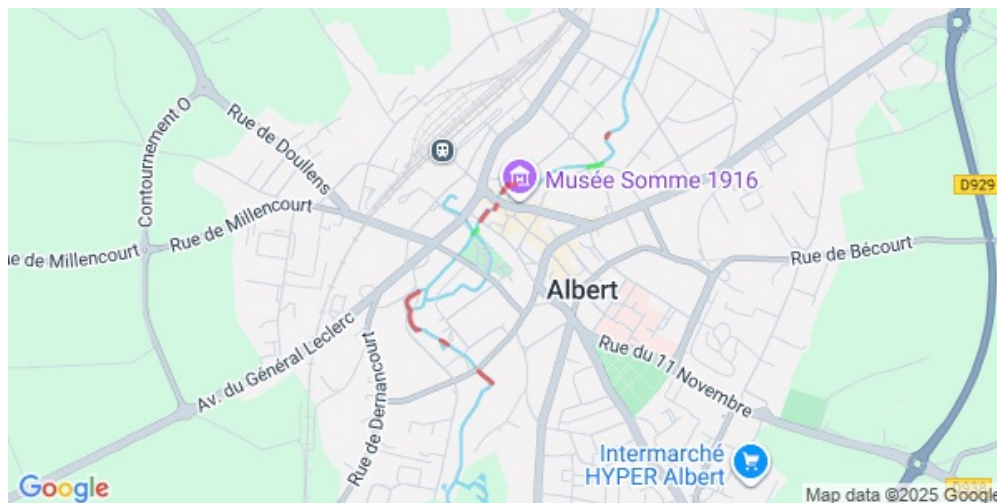 Contournement O
Rue de Doullens
Musée Somme 1916
D929
Rue de Millencourt
ue de Millencourt
Rue de Bécourt
Albert
Av. du Général Leclerc
Rue du 11 Novembre
Rue de Dernancourt
Intermarché
HYPER Albert
Google
Map data ©2025 Google